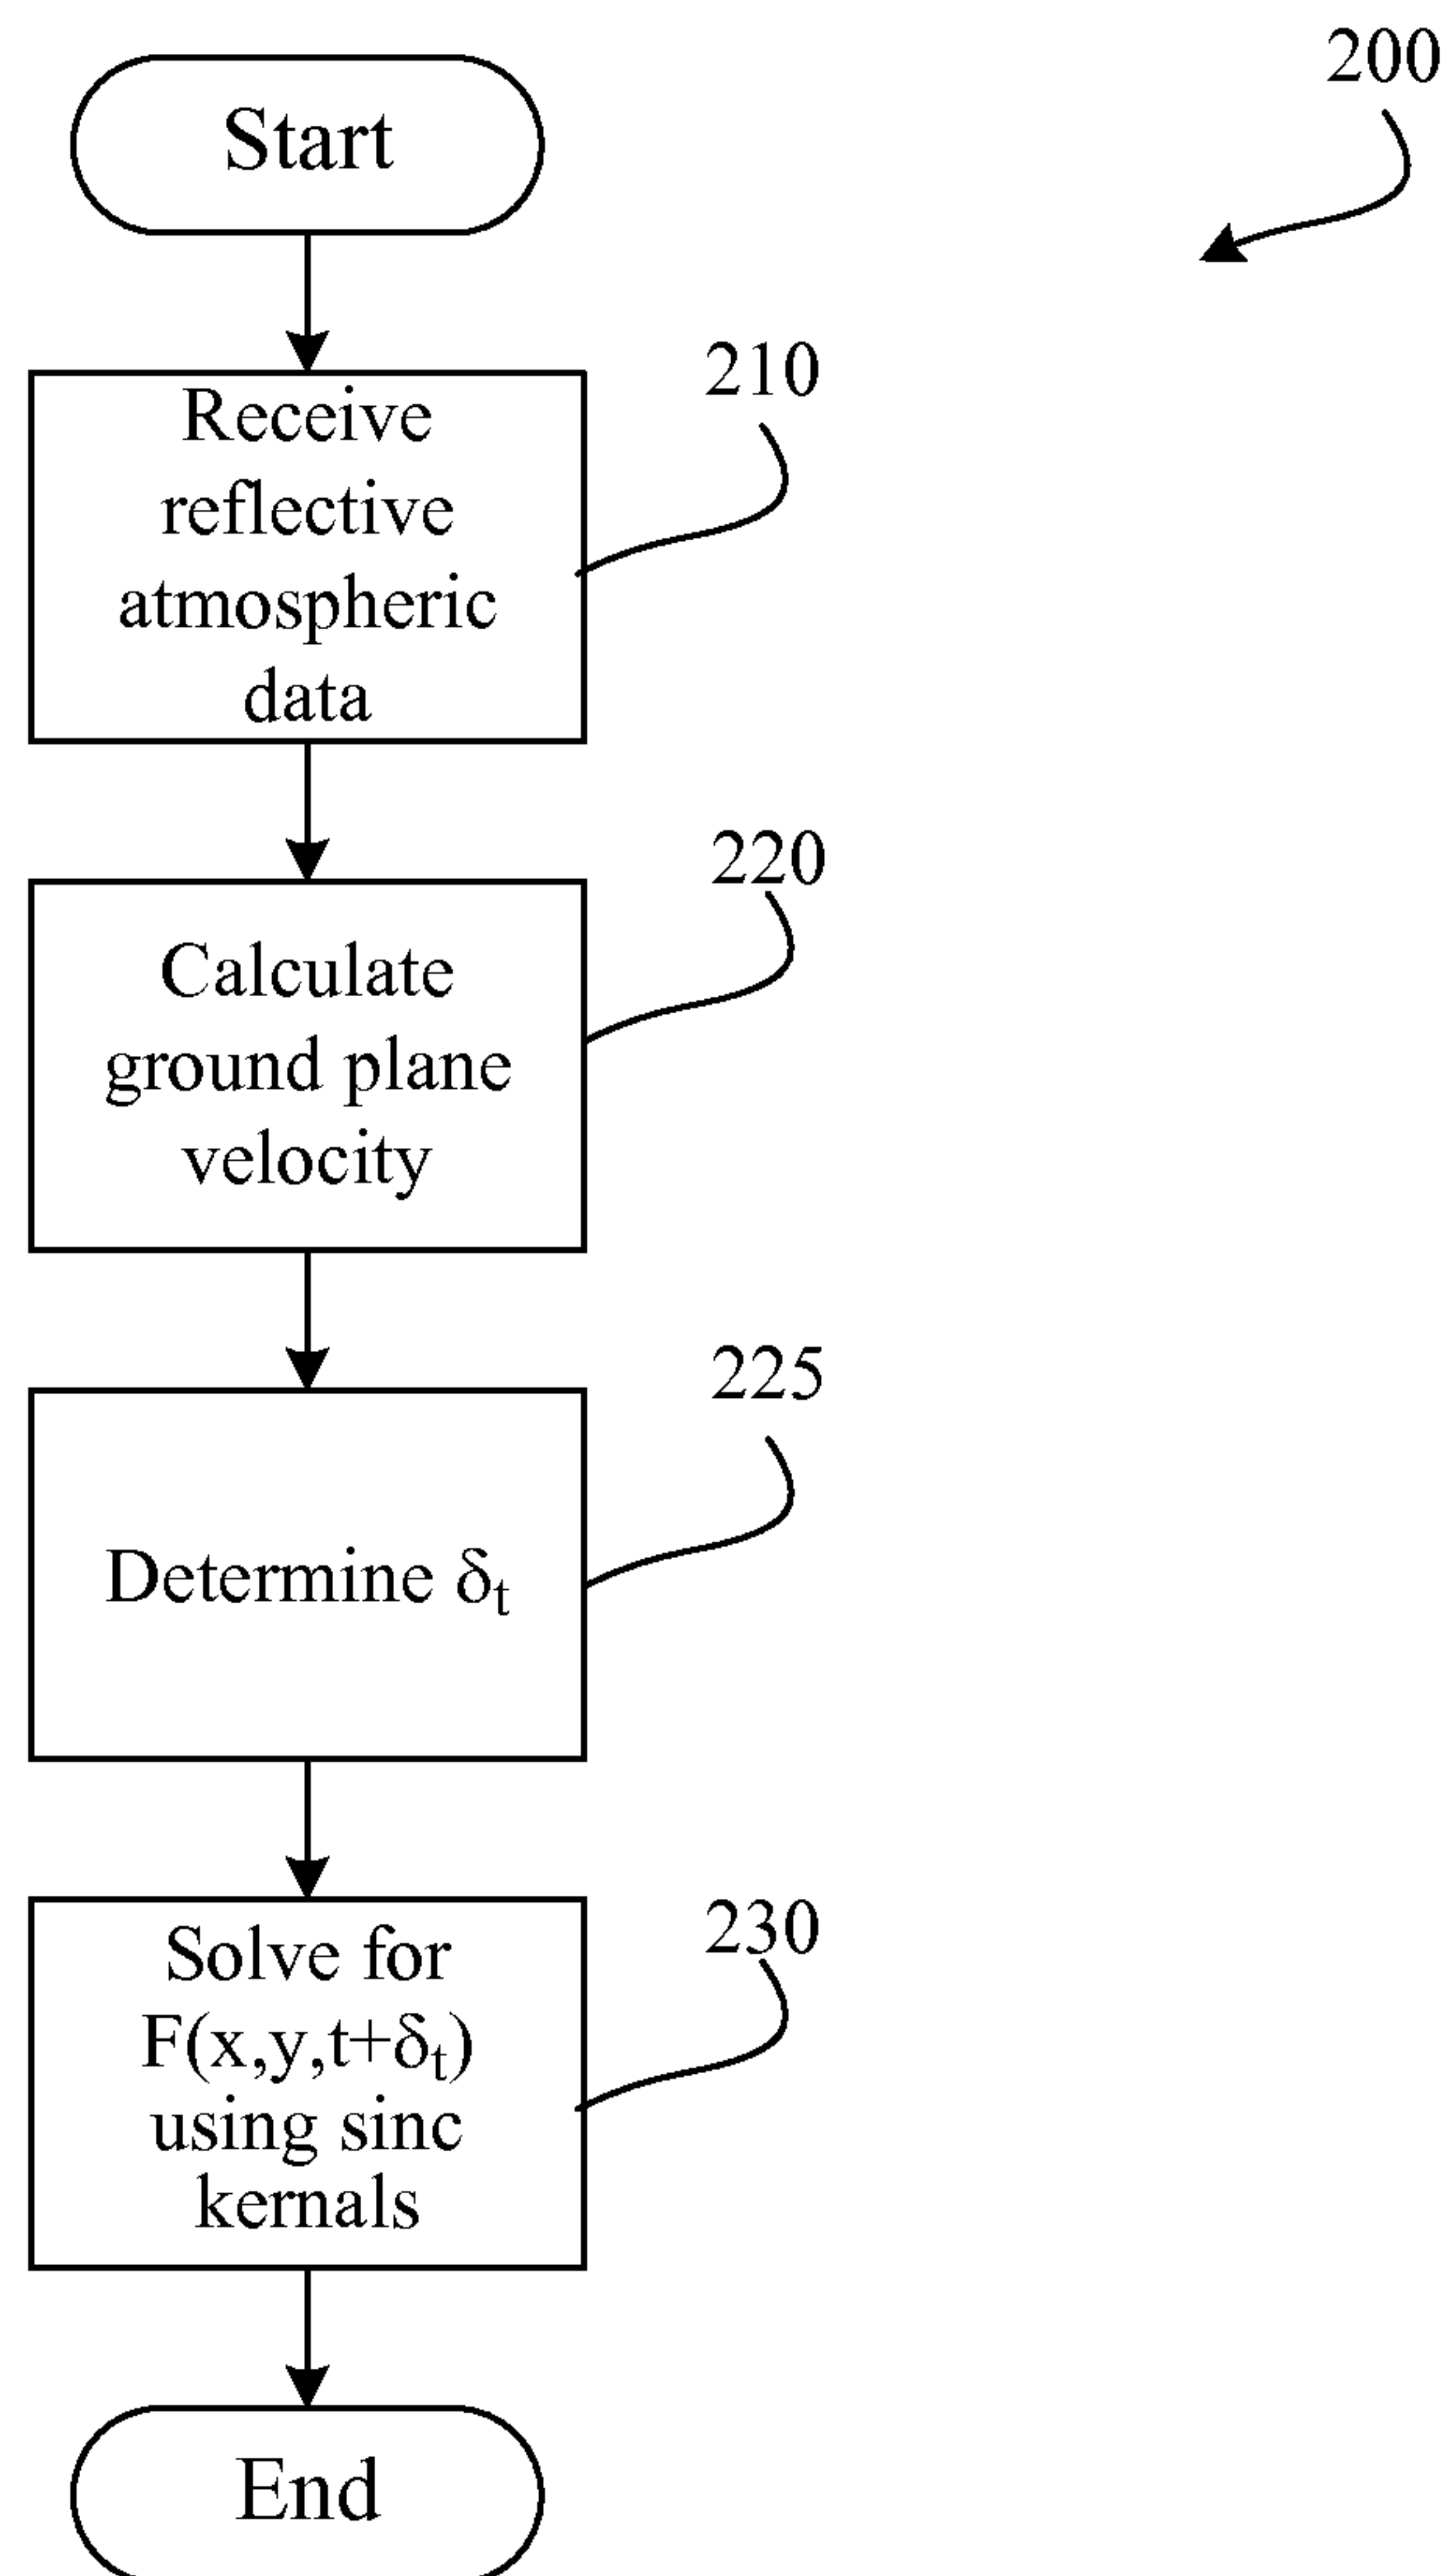 200
Start
210
Receive
reflective
atmospheric
data
220
Calculate
ground plane
velocity
225
Determine δₜ
230
Solve for
F(x,y,t+δₜ)
using sinc
kernals
End